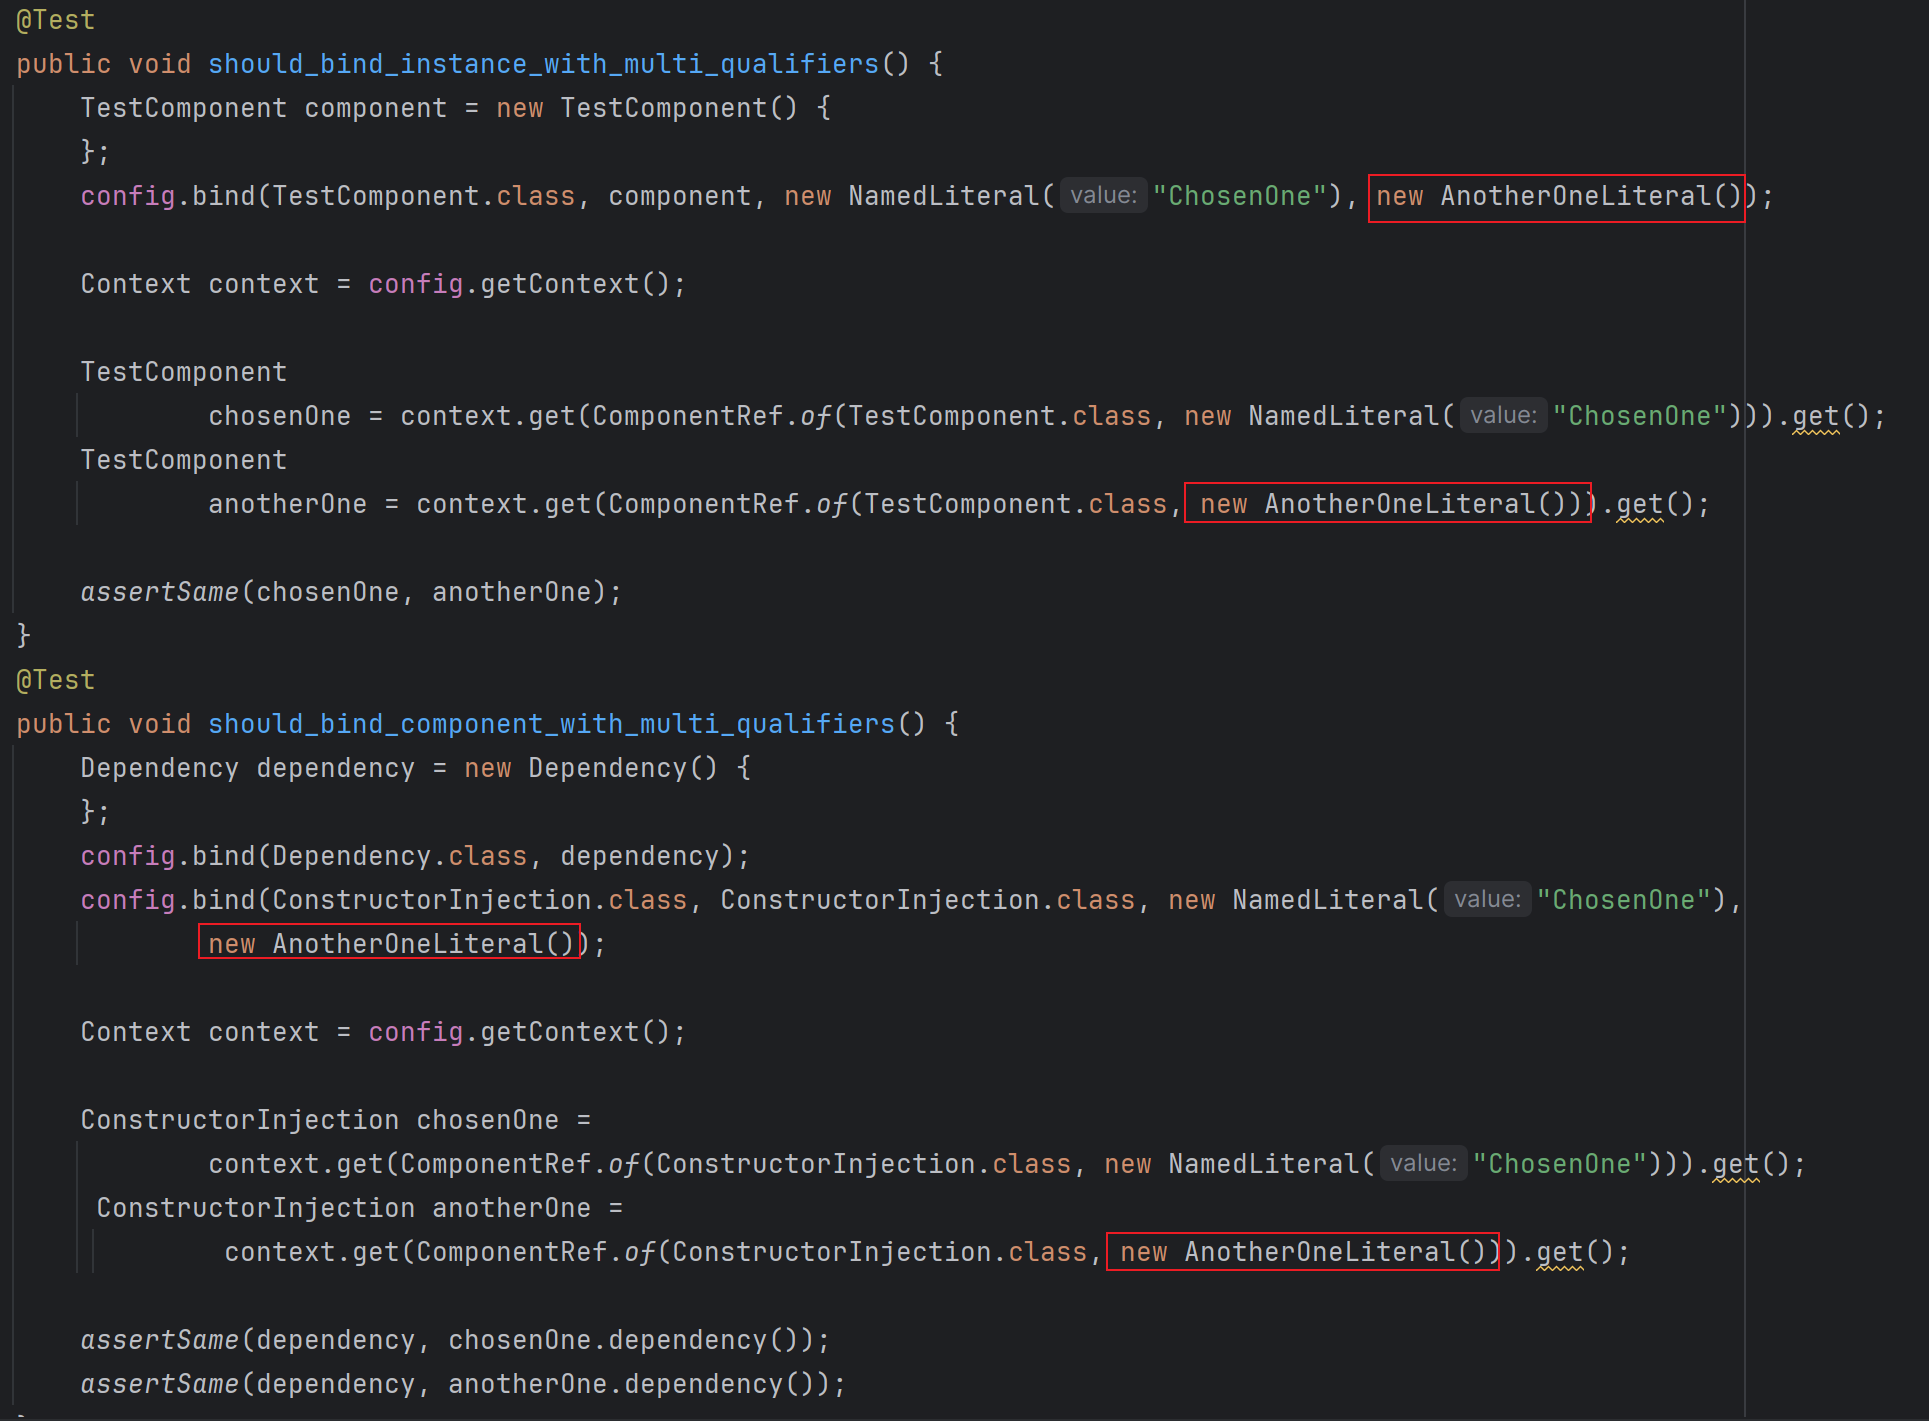 @Test
public void should_bind_instance_with_multi_qualifiers() {
    TestComponent component = new TestComponent() {
    };
    config.bind(TestComponent.class, component, new NamedLiteral( value: "ChosenOne"), new AnotherOneLiteral());
    Context context = config.getContext();
    TestComponent
            chosenOne = context.get(ComponentRef.of(TestComponent.class, new NamedLiteral( value: "ChosenOne"))).get();
    TestComponent
            anotherOne = context.get(ComponentRef.of(TestComponent.class, new AnotherOneLiteral())).get();
    assertSame(chosenOne, anotherOne);
}
@Test
public void should_bind_component_with_multi_qualifiers() {
    Dependency dependency = new Dependency() {
    };
    config.bind(Dependency.class, dependency);
    config.bind(ConstructorInjection.class, ConstructorInjection.class, new NamedLiteral( value: "ChosenOne"),
            new AnotherOneLiteral());
    Context context = config.getContext();
    ConstructorInjection chosenOne =
            context.get(ComponentRef.of(ConstructorInjection.class, new NamedLiteral( value: "ChosenOne"))).get();
     ConstructorInjection anotherOne =
             context.get(ComponentRef.of(ConstructorInjection.class, new AnotherOneLiteral())).get();
    assertSame(dependency, chosenOne.dependency());
    assertSame(dependency, anotherOne.dependency());